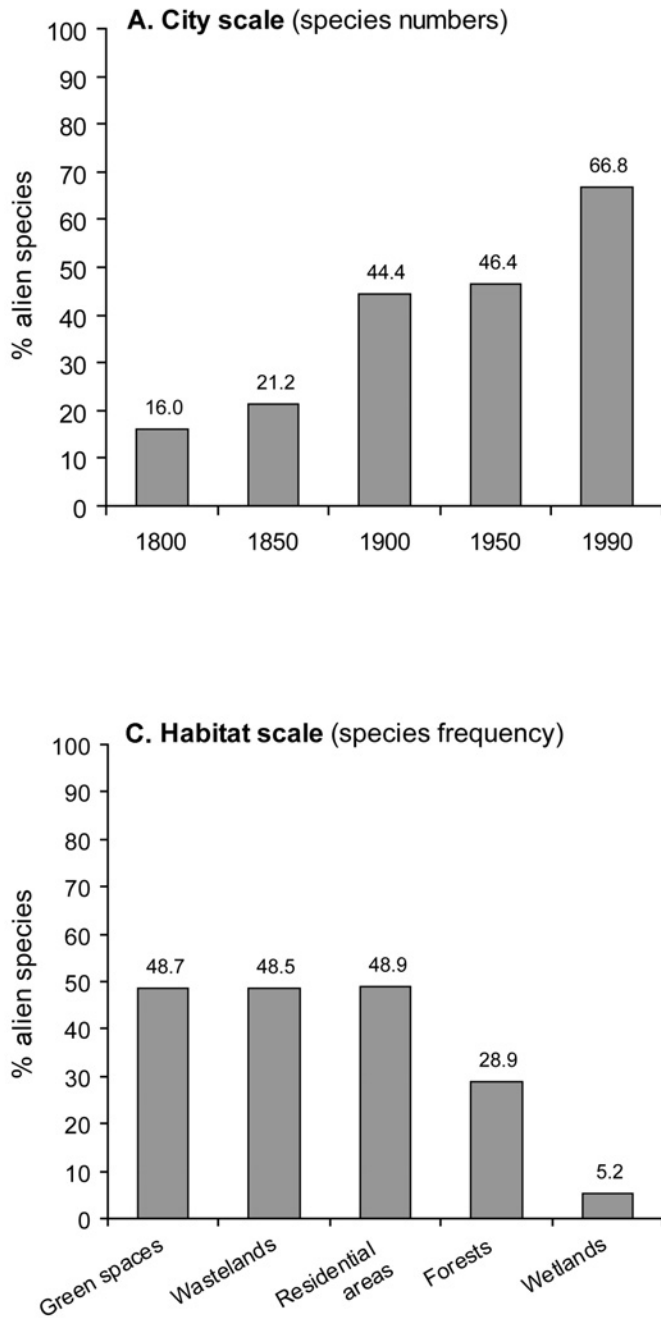 A. City scale (species numbers)
% alien species
100
90
80
70
60
50
40
30
20
10
0
16.0
21.2
44.4
46.4
66.8
1800 1850 1900 1950 1990
C. Habitat scale (species frequency)
% alien species
100
90
80
70
60
50
40
30
20
10
0
48.7
48.5
48.9
28.9
5.2
Green spaces
Wastelands
Residential
areas
Forests
Wetlands